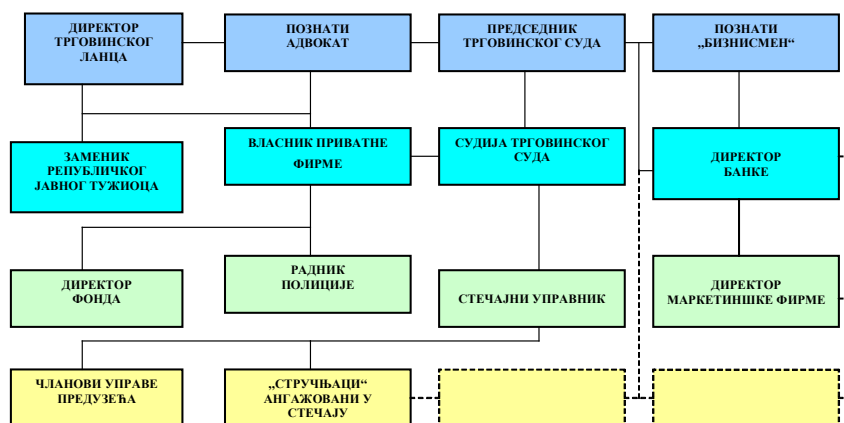 ДИРЕКТОР
ТРГОВИНСКОГ
ЛАНЦА
ПОЗНАТИ
АДВОКАТ
ПРЕДСЕДНИК
ТРГОВИНСКОГ СУДА
ПОЗНАТИ
„БИЗНИСМЕН“
ЗАМЕНИК
РЕПУБЛИЧКОГ
ЈАВНОГ ТУЖИОЦА
ВЛАСНИК ПРИВАТНЕ
ФИРМЕ
СУДИЈА ТРГОВИНСКОГ
СУДА
ДИРЕКТОР
БАНКЕ
ДИРЕКТОР
ФОНДА
РАДНИК
ПОЛИЦИЈЕ
СТЕЧАЈНИ УПРАВНИК
ДИРЕКТОР
МАРКЕТИНШКЕ ФИРМЕ
ЧЛАНОВИ УПРАВЕ
ПРЕДУЗЕЋА
„СТРУЧЊАЦИ“
АНГАЖОВАНИ У
СТЕЧАЈУ